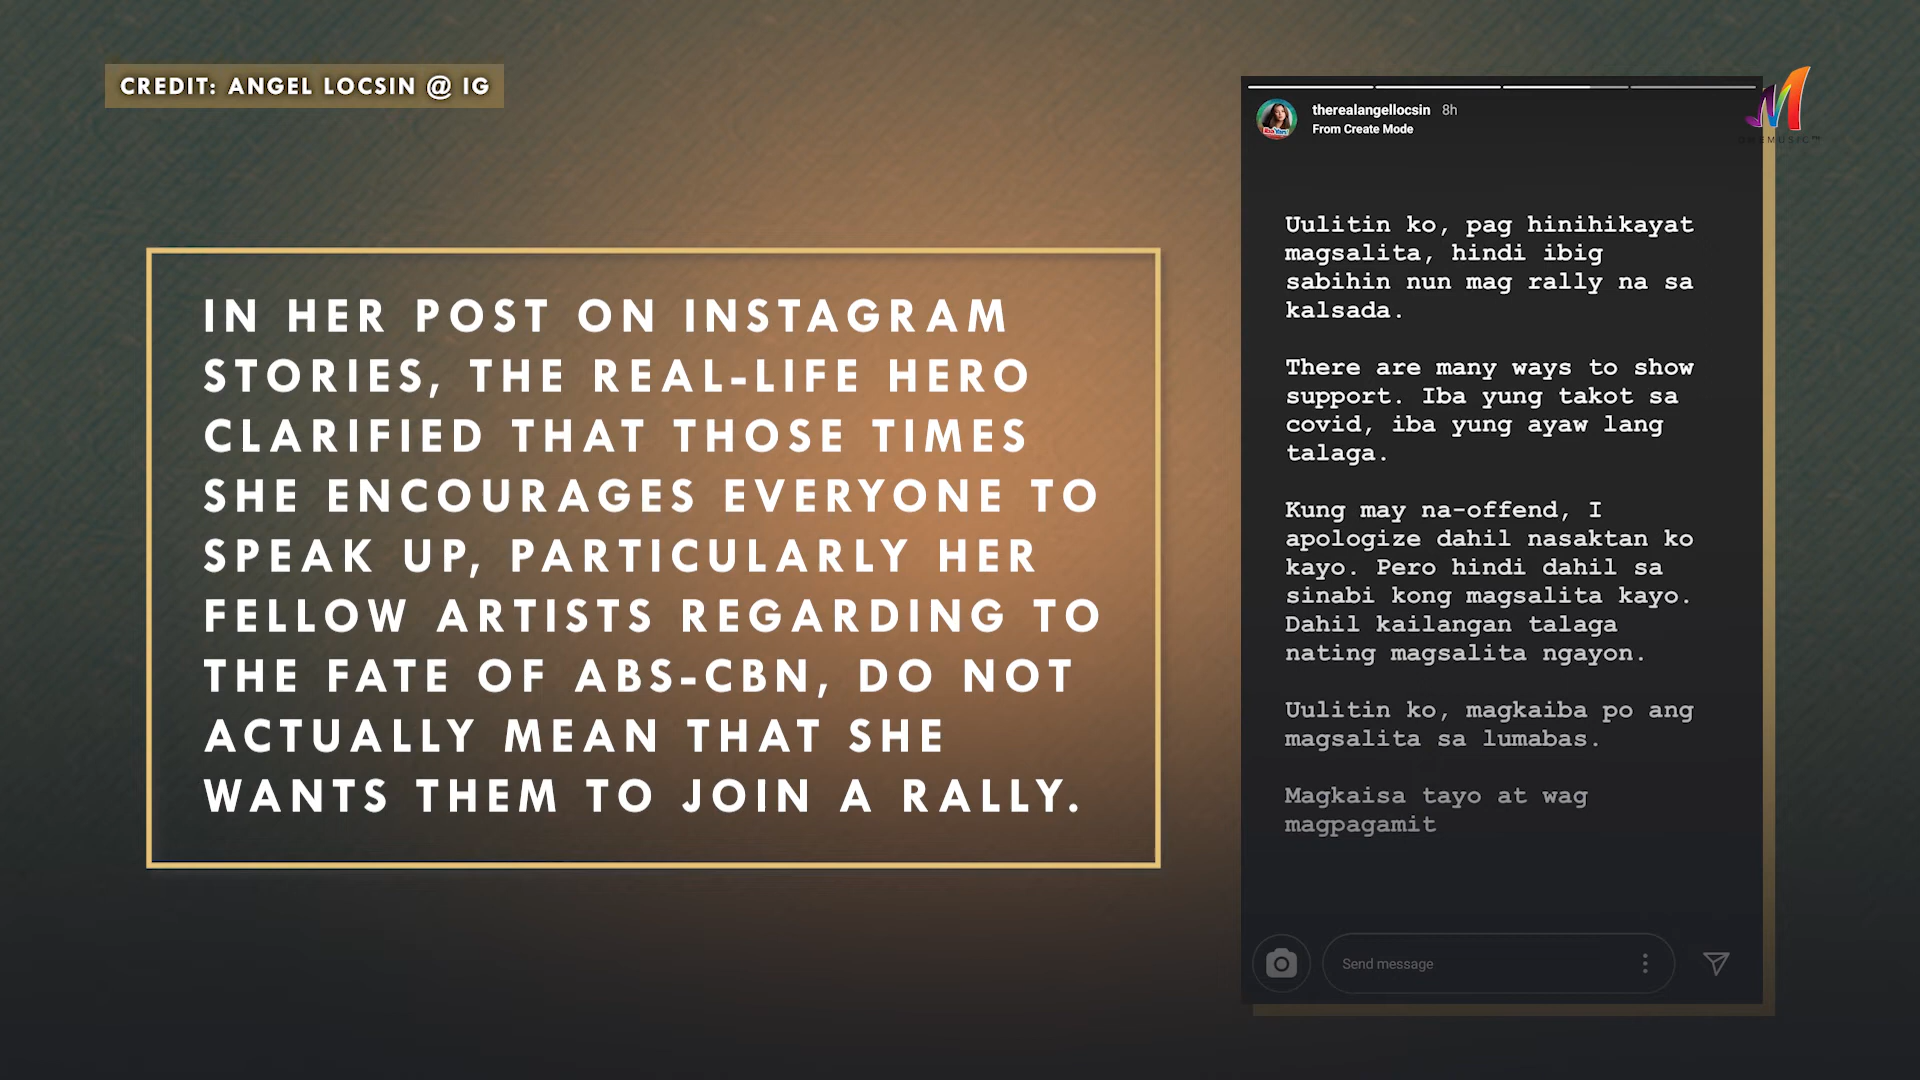 CREDIT: ANGEL LOCSIN @ IG
IN HER POST ON INSTAGRAM
STORIES, THE REAL-LIFE HERO
CLARIFIED THAT THOSE TIMES
SHE ENCOURAGES EVERYONE TO
SPEAK UP, PARTICULARLY HER
FELLOW ARTISTS REGARDING TO
THE FATE OF ABS-CBN, DO NOT
ACTUALLY MEAN THAT SHE
WANTS THEM TO JOIN A RALLY.
therealangellocsin 8h
From Create Mode
Uulitin ko, pag hinihikayat
magsalita, hindi ibig
sabihin nun mag rally na sa
kalsada.
There are many ways to show
support. Iba yung takot sa
covid, iba yung ayaw lang
talaga.
Kung may na-offend, I
apologize dahil nasaktan ko
kayo. Pero hindi dahil sa
sinabi kong magsalita kayo.
Dahil kailangan talaga
nating magsalita ngayon.
Uulitin ko, magkaiba po ang
magsalita sa lumabas.
Magkaisa tayo at wag
magpagamit
Send message